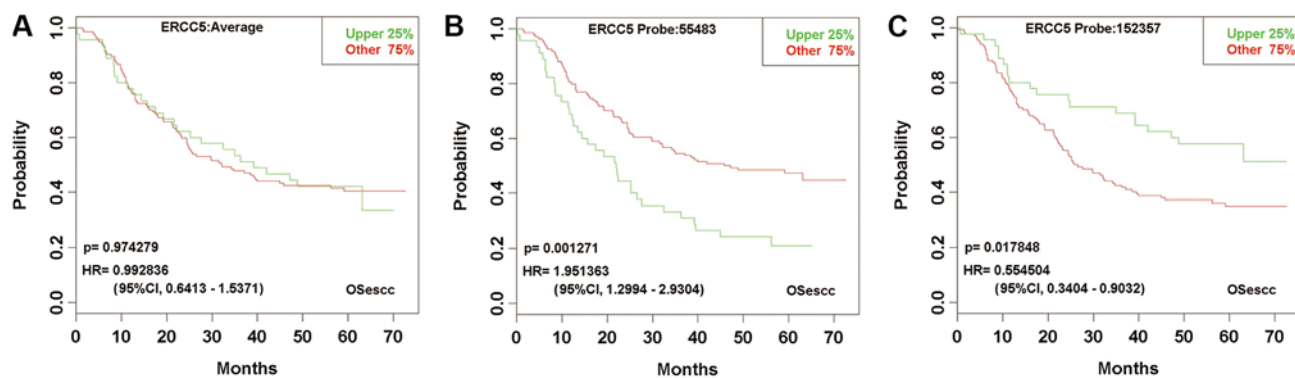 A
ERCC5:Average
Upper 25%
Other 75%
Probability
1.0
0.8
0.6
0.4
0.2
0.0
p= 0.974279
HR= 0.992836
(95%CI, 0.6413 - 1.5371)
OSescc
0 10 20 30 40 50 60 70
Months
B
ERCC5 Probe:55483
Upper 25%
Other 75%
Probability
1.0
0.8
0.6
0.4
0.2
0.0
p= 0.001271
HR= 1.951363
(95%CI, 1.2994 - 2.9304)
OSescc
0 10 20 30 40 50 60 70
Months
C
ERCC5 Probe:152357
Upper 25%
Other 75%
Probability
1.0
0.8
0.6
0.4
0.2
0.0
p= 0.017848
HR= 0.554504
(95%CI, 0.3404 - 0.9032)
OSescc
0 10 20 30 40 50 60 70
Months